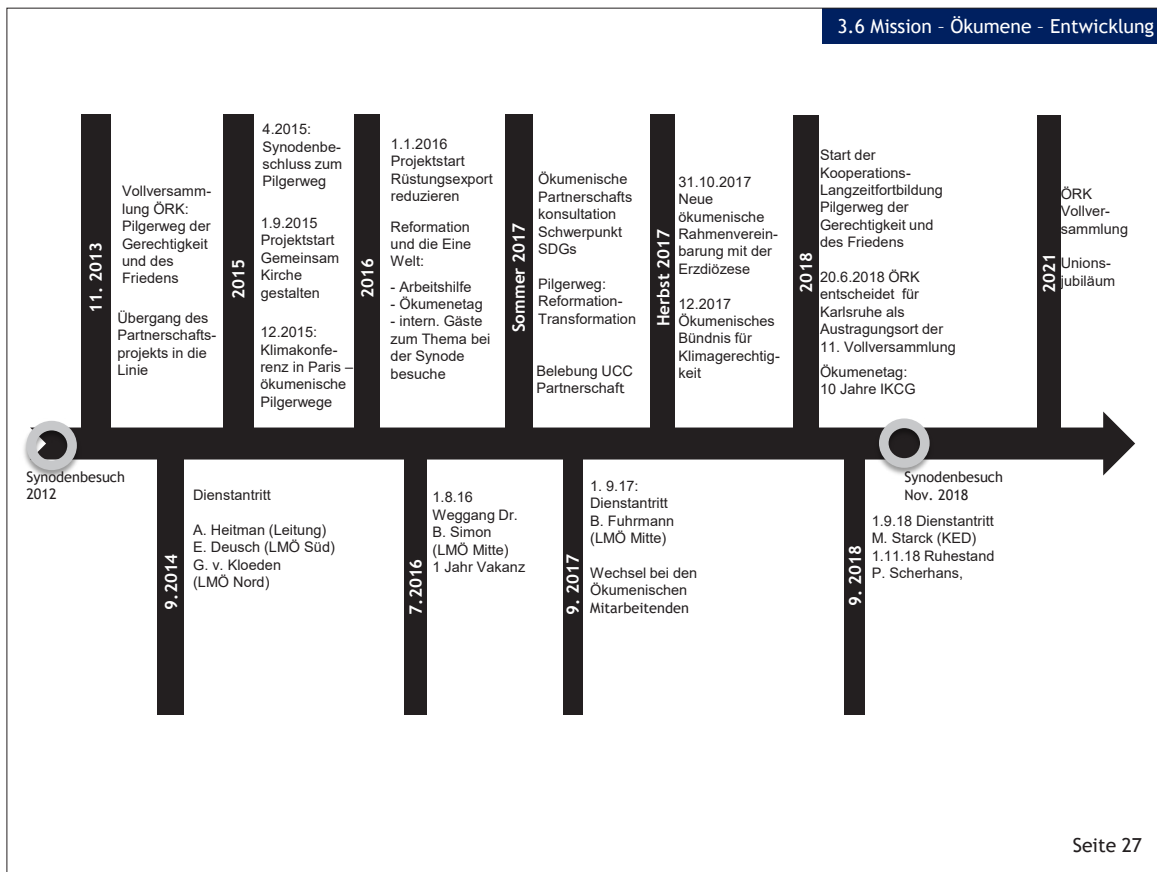 3.6 Mission - Ökumene - Entwicklung
11. 2013
Vollversamm-
lung ÖRK:
Pilgerweg der
Gerechtigkeit
und des
Friedens
Übergang des
Partnerschafts-
projekts in die
Linie
2015
4.2015:
Synodenbe-
schluss zum
Pilgerweg
1.9.2015
Projektstart
Gemeinsam
Kirche
gestalten
12.2015:
Klimakonfe-
renz in Paris –
ökumenische
Pilgerwege
2016
1.1.2016
Projektstart
Rüstungsexport
reduzieren
Reformation
und die Eine
Welt:
- Arbeitshilfe
- Ökumenetag
- intern. Gäste
zum Thema bei
der Synode
besuche
Sommer 2017
Ökumenische
Partnerschafts
konsultation
Schwerpunkt
SDGs
Pilgerweg:
Reformation-
Transformation
Belebung UCC
Partnerschaft
Herbst 2017
31.10.2017
Neue
ökumenische
Rahmenverein-
barung mit der
Erzdiözese
12.2017
Ökumenisches
Bündnis für
Klimagerechtig-
keit
2018
Start der
Kooperations-
Langzeitfortbildung
Pilgerweg der
Gerechtigkeit und
des Friedens
20.6.2018 ÖRK
entscheidet für
Karlsruhe als
Austragungsort der
11. Vollversammlung
Ökumenetag:
10 Jahre IKCG
2021
ÖRK
Vollver-
sammlung
Unions-
jubiläum
Synodenbesuch
2012
9.2014
Dienstantritt
A. Heitman (Leitung)
E. Deusch (LMÖ Süd)
G. v. Kloeden
(LMÖ Nord)
7.2016
1.8.16
Weggang Dr.
B. Simon
(LMÖ Mitte)
1 Jahr Vakanz
9. 2017
1. 9.17:
Dienstantritt
B. Fuhrmann
(LMÖ Mitte)
Wechsel bei den
Ökumenischen
Mitarbeitenden
9. 2018
Synodenbesuch
Nov. 2018
1.9.18 Dienstantritt
M. Starck (KED)
1.11.18 Ruhestand
P. Scherhans,
Seite 27